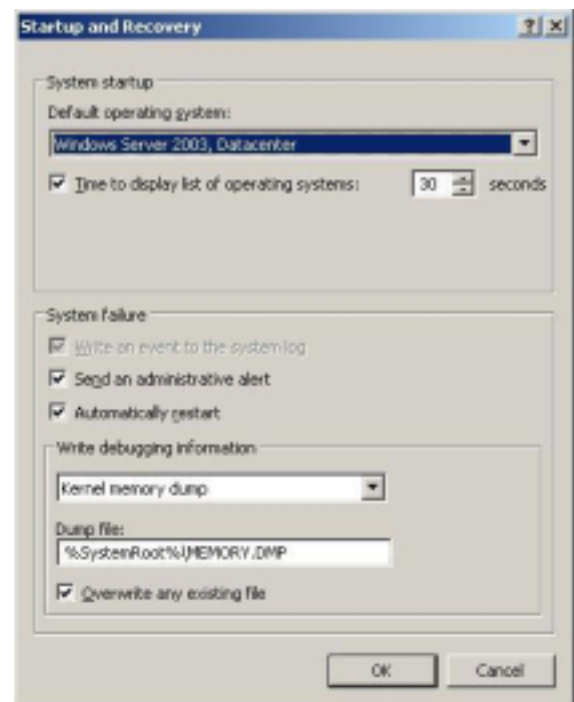 Startup and Recovery
System startup
Default operating system:
Windows Server 2003, Datacenter
Time to display list of operating systems: 30 seconds
System failure
Write an event to the system log
Send an administrative alert
Automatically restart
Write debugging information
Kernel memory dump
Dump file:
%SystemRoot%\MEMORY.DMP
Overwrite any existing file
OK Cancel